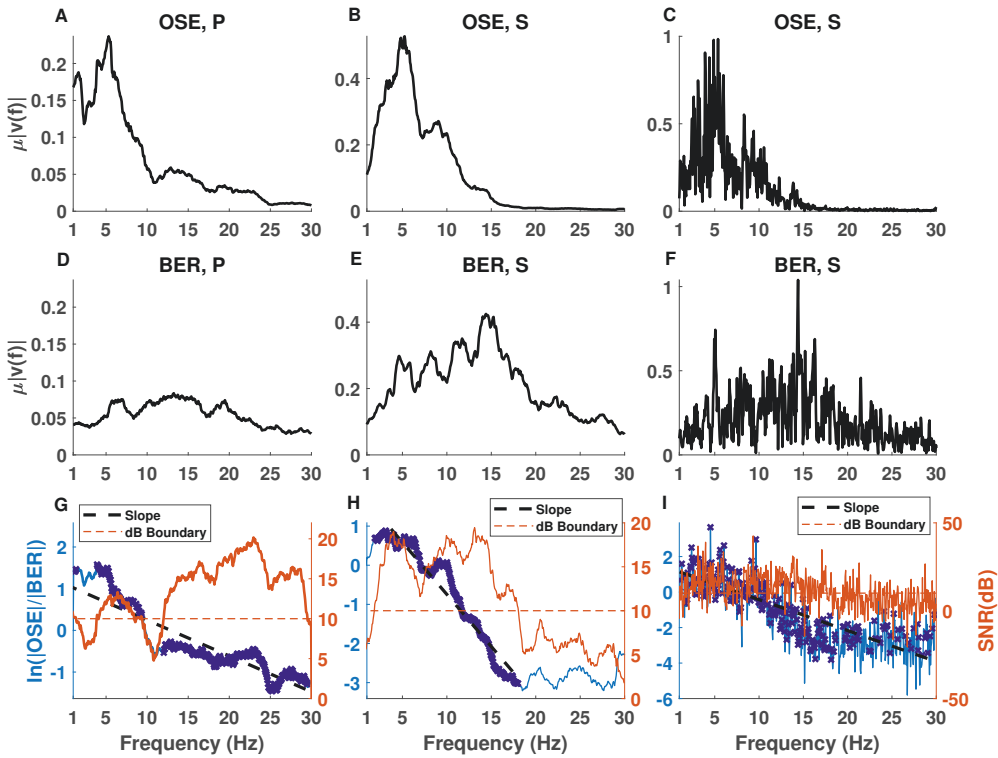 A OSE, P
B OSE, S
C OSE, S
μ|v(f)|
0.2
0.15
0.1
0.05
0
1 5 10 15 20 25 30
0.4
0.2
0
1 5 10 15 20 25 30
1
0.5
0
1 5 10 15 20 25 30
D BER, P
E BER, S
F BER, S
μ|v(f)|
0.2
0.15
0.1
0.05
0
1 5 10 15 20 25 30
0.4
0.2
0
1 5 10 15 20 25 30
1
0.5
0
1 5 10 15 20 25 30
G
Slope
dB Boundary
ln(|OSE|/|BER|)
2
1
0
-1
20
15
10
5
0
1 5 10 15 20 25 30
Frequency (Hz)
H
Slope
dB Boundary
1
0
-1
-2
-3
20
15
10
5
0
1 5 10 15 20 25 30
Frequency (Hz)
I
Slope
dB Boundary
4
2
0
-2
-4
-6
50
0
-50
SNR(dB)
1 5 10 15 20 25 30
Frequency (Hz)